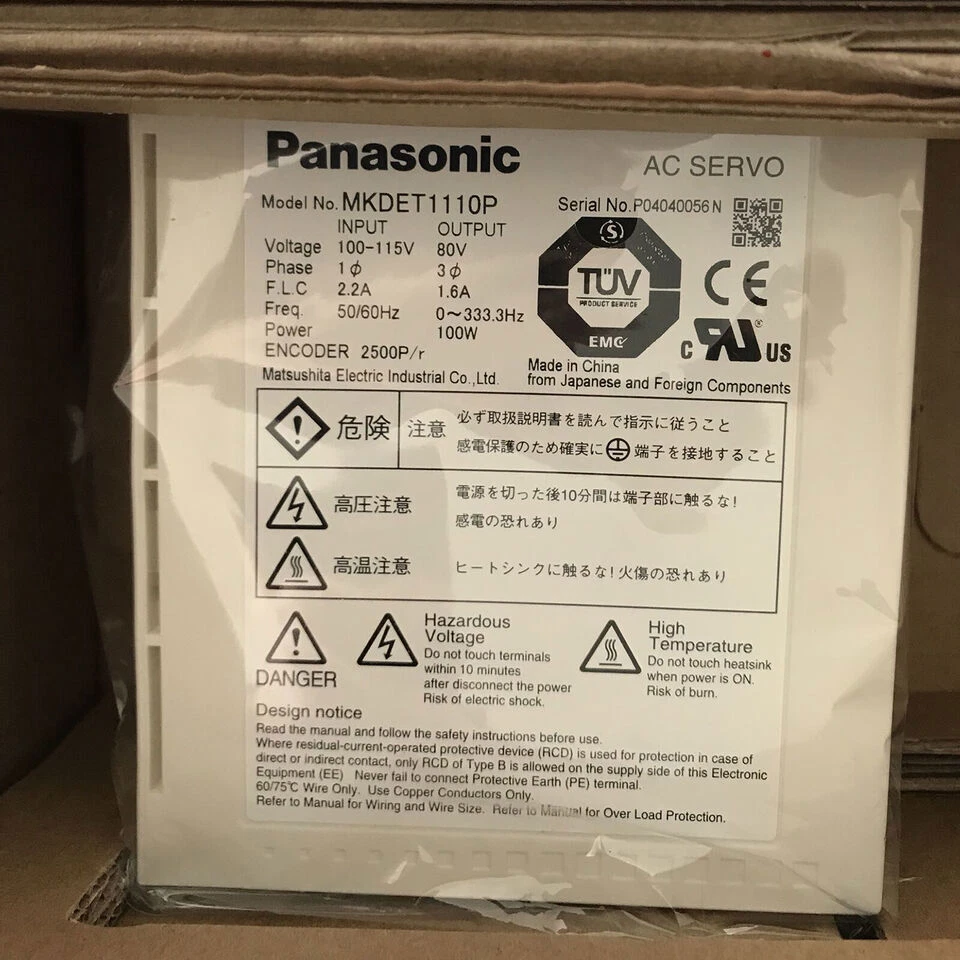 Panasonic
AC SERVO
Model No. MKDET1110P
Serial No. P04040056N
INPUT OUTPUT
Voltage 100-115V 80V
Phase 1ϕ 3ϕ
F.L.C 2.2A 1.6A
Freq. 50/60Hz 0～333.3Hz
Power 100W
ENCODER 2500P/r
Matsushita Electric Industrial Co.,Ltd.
S
TÜV
PRODUCT SERVICE
EMC
CE
c RU ® US
Made in China
from Japanese and Foreign Components
危険 注意 必ず取扱説明書を読んで指示に従うこと
感電保護のため確実に端子を接地すること
高圧注意 電源を切った後10分間は端子部に触るな!
感電の恐れあり
高温注意 ヒートシンクに触るな!火傷の恐れあり
DANGER
Hazardous
Voltage
Do not touch terminals
within 10 minutes
after disconnect the power
Risk of electric shock.
High
Temperature
Do not touch heatsink
when power is ON.
Risk of burn.
Design notice
Read the manual and follow the safety instructions before use.
Where residual-current-operated protective device (RCD) is used for protection in case of
direct or indirect contact, only RCD of Type B is allowed on the supply side of this Electronic
Equipment (EE) Never fail to connect Protective Earth (PE) terminal.
60/75℃ Wire Only. Use Copper Conductors Only.
Refer to Manual for Wiring and Wire Size. Refer to Manual for Over Load Protection.